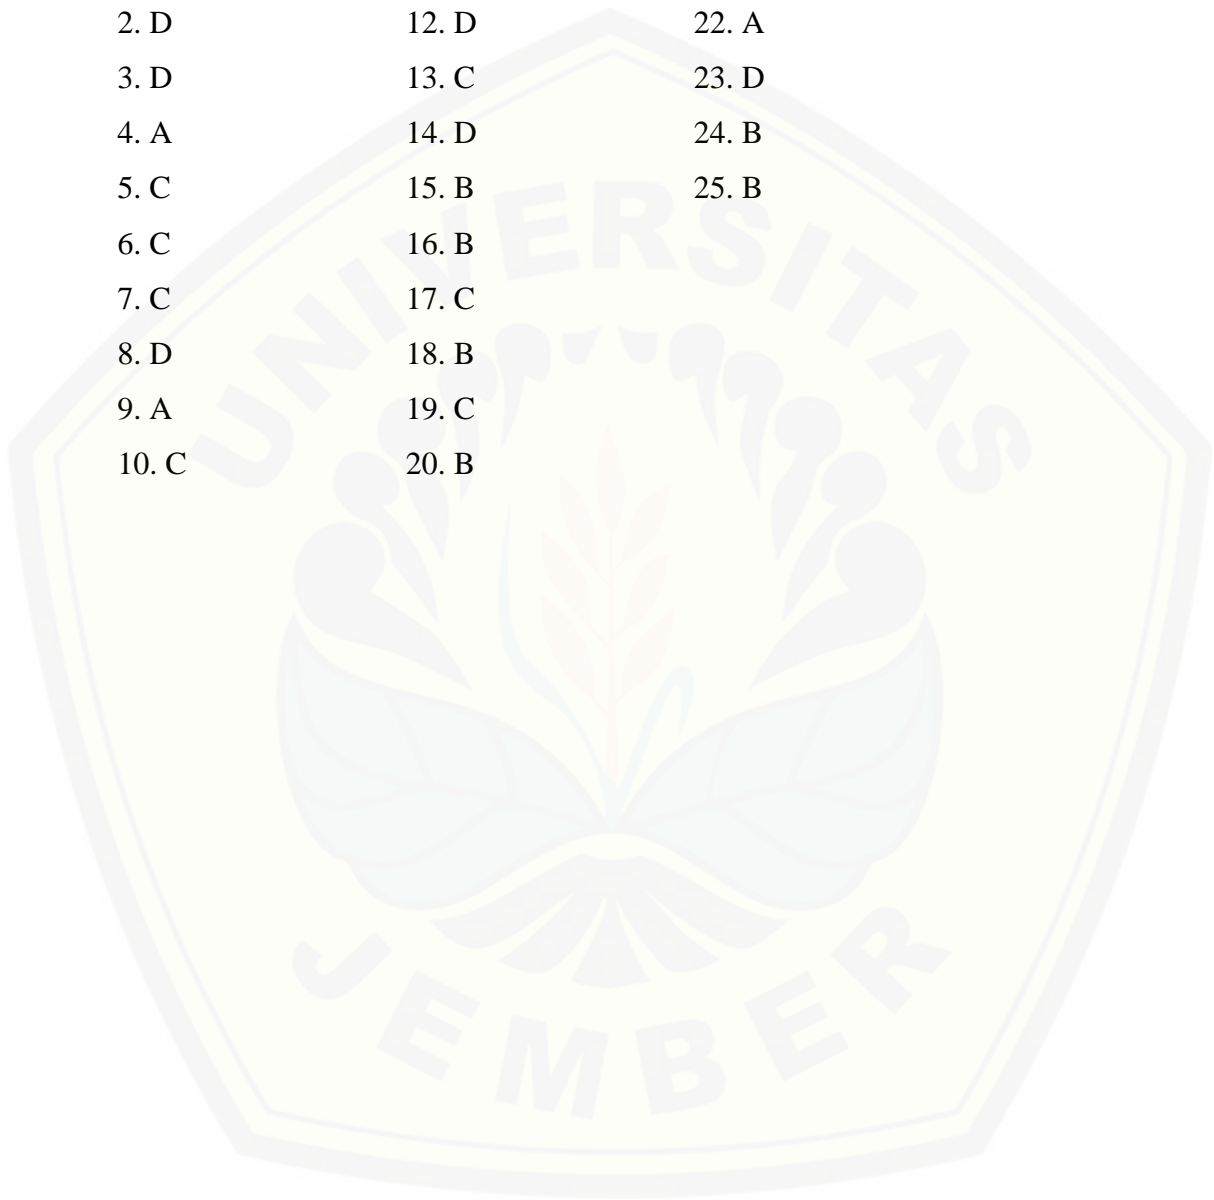 2. D 12. D 22. A
3. D 13. C 23. D
4. A 14. D 24. B
5. C 15. B 25. B
6. C 16. B
7. C 17. C
8. D 18. B
9. A 19. C
10. C 20. B
UNIVERSITAS
JEMBER